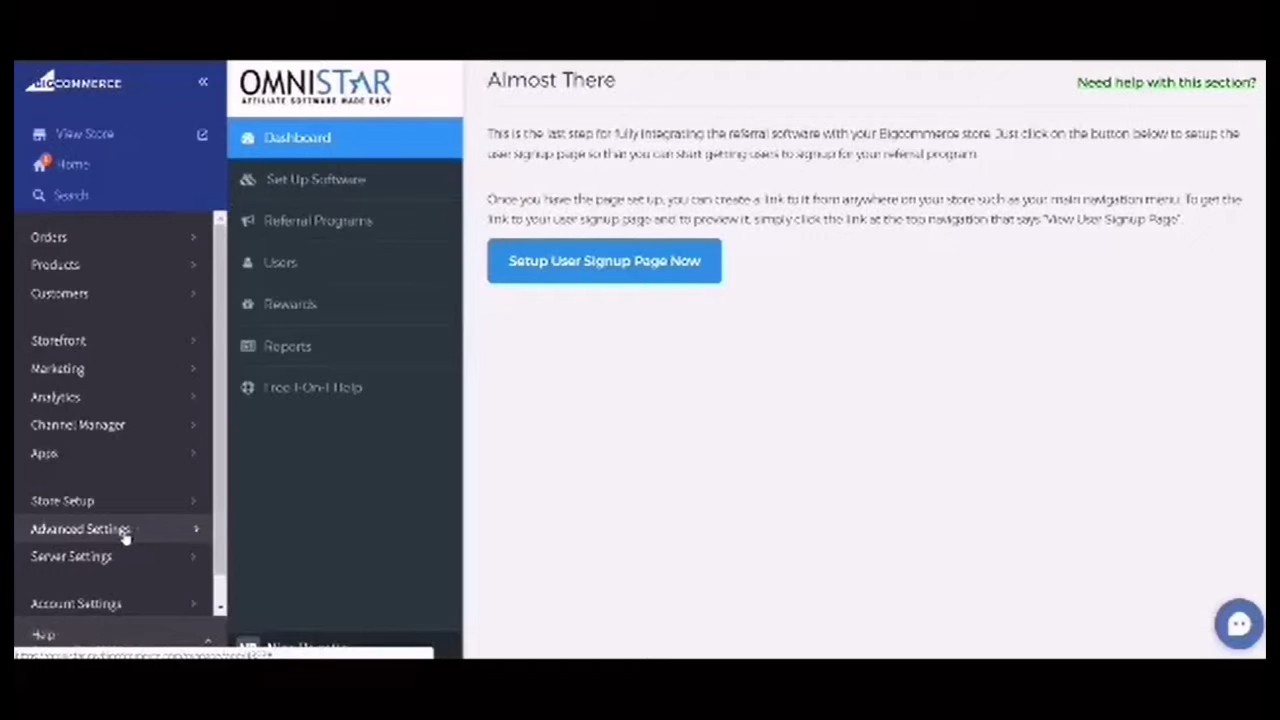 BIGCOMMERCE
«
View Store
1
Home
Search
Orders
Products
Customers
Storefront
Marketing
Analytics
Channel Manager
Apps
Store Setup
Advanced Settings
Server Settings
Account Settings
Help
OMNISTAR
AFFILIATE SOFTWARE MADE EASY
Dashboard
Set Up Software
Referral Programs
Users
Rewards
Reports
Free 1-On-1 Help
Almost There
Need help with this section?
This is the last step for fully integrating the referral software with your Bigcommerce store. Just click on the button below to setup the
user signup page so that you can start getting users to signup for your referral program.
Once you have the page set up, you can create a link to it from anywhere on your store such as your main navigation menu. To get the
link to your user signup page and to preview it, simply click the link at the top navigation that says "View User Signup Page".
Setup User Signup Page Now